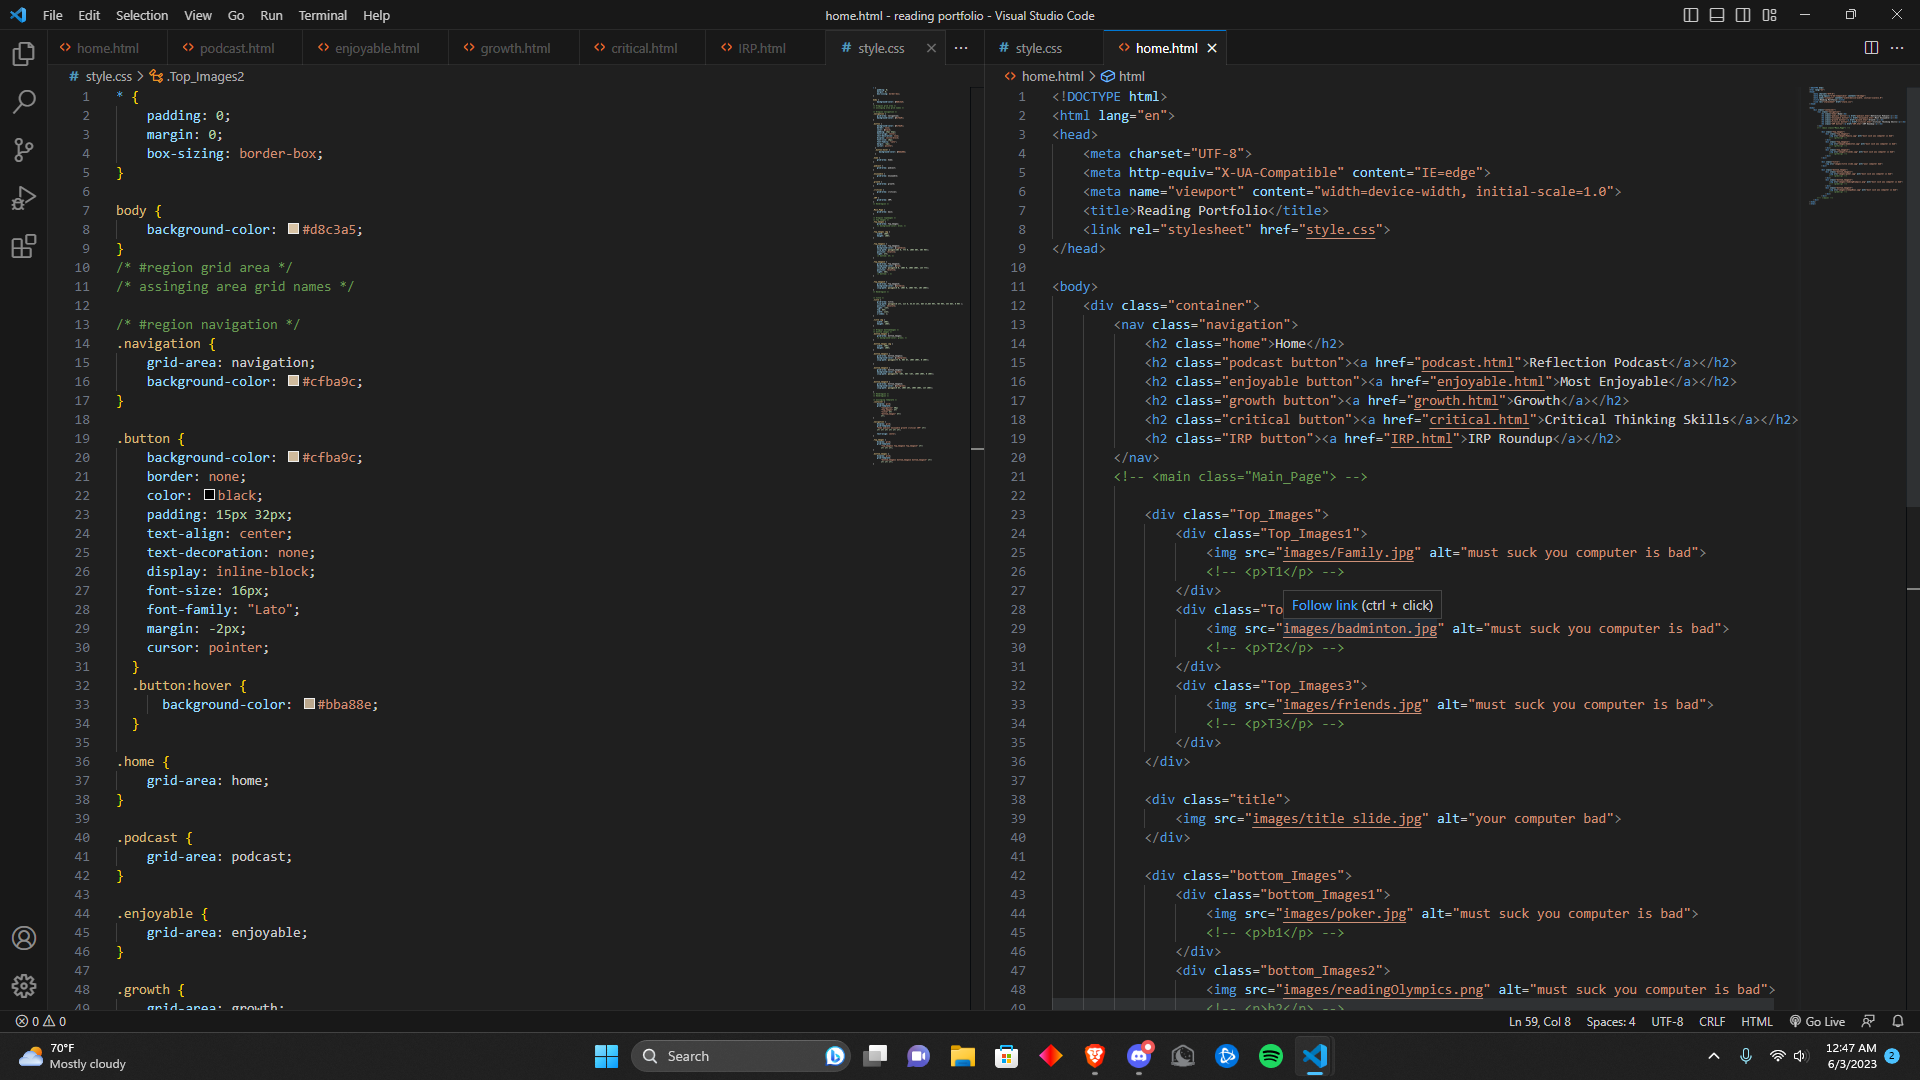 File Edit Selection View Go Run Terminal Help
home.html - reading portfolio - Visual Studio Code
home.html podcast.html enjoyable.html growth.html critical.html IRP.html # style.css
# style.css home.html
# style.css > .Top_Images2
1 * {
2 padding: 0;
3 margin: 0;
4 box-sizing: border-box;
5 }
6
7 body {
8 background-color: #d8c3a5;
9 }
10 /* #region grid area */
11 /* assinging area grid names */
12
13 /* #region navigation */
14 .navigation {
15 grid-area: navigation;
16 background-color: #cfba9c;
17 }
18
19 .button {
20 background-color: #cfba9c;
21 border: none;
22 color: black;
23 padding: 15px 32px;
24 text-align: center;
25 text-decoration: none;
26 display: inline-block;
27 font-size: 16px;
28 font-family: "Lato";
29 margin: -2px;
30 cursor: pointer;
31 }
32 .button:hover {
33 background-color: #bba88e;
34 }
35
36 .home {
37 grid-area: home;
38 }
39
40 .podcast {
41 grid-area: podcast;
42 }
43
44 .enjoyable {
45 grid-area: enjoyable;
46 }
47
48 .growth {
49 grid-area: growth;
home.html > html
1 <!DOCTYPE html>
2 <html lang="en">
3 <head>
4 <meta charset="UTF-8">
5 <meta http-equiv="X-UA-Compatible" content="IE=edge">
6 <meta name="viewport" content="width=device-width, initial-scale=1.0">
7 <title>Reading Portfolio</title>
8 <link rel="stylesheet" href="style.css">
9 </head>
10
11 <body>
12 <div class="container">
13 <nav class="navigation">
14 <h2 class="home">Home</h2>
15 <h2 class="podcast button"><a href="podcast.html">Reflection Podcast</a></h2>
16 <h2 class="enjoyable button"><a href="enjoyable.html">Most Enjoyable</a></h2>
17 <h2 class="growth button"><a href="growth.html">Growth</a></h2>
18 <h2 class="critical button"><a href="critical.html">Critical Thinking Skills</a></h2>
19 <h2 class="IRP button"><a href="IRP.html">IRP Roundup</a></h2>
20 </nav>
21 <!-- <main class="Main_Page"> -->
22
23 <div class="Top_Images">
24 <div class="Top_Images1">
25 <img src="images/Family.jpg" alt="must suck you computer is bad">
26 <!-- <p>T1</p> -->
27 </div>
28 <div class="To
Follow link (ctrl + click)
29 <img src="images/badminton.jpg" alt="must suck you computer is bad">
30 <!-- <p>T2</p> -->
31 </div>
32 <div class="Top_Images3">
33 <img src="images/friends.jpg" alt="must suck you computer is bad">
34 <!-- <p>T3</p> -->
35 </div>
36 </div>
37
38 <div class="title">
39 <img src="images/title slide.jpg" alt="your computer bad">
40 </div>
41
42 <div class="bottom_Images">
43 <div class="bottom_Images1">
44 <img src="images/poker.jpg" alt="must suck you computer is bad">
45 <!-- <p>b1</p> -->
46 </div>
47 <div class="bottom_Images2">
48 <img src="images/readingOlympics.png" alt="must suck you computer is bad">
49 <!-- <p>b2</p> -->
0 0
Ln 59, Col 8 Spaces: 4 UTF-8 CRLF HTML Go Live
70°F
Mostly cloudy
Search
12:47 AM
6/3/2023
2